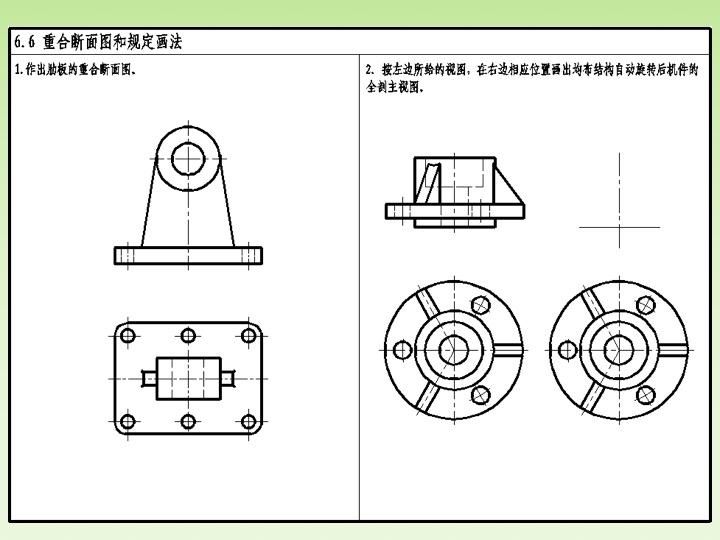 6.6 重合断面图和规定画法
1.作出肋板的重合断面图。
2. 按左边所给的视图，在右边相应位置画出均布结构自动旋转后机件的
全剖主视图。